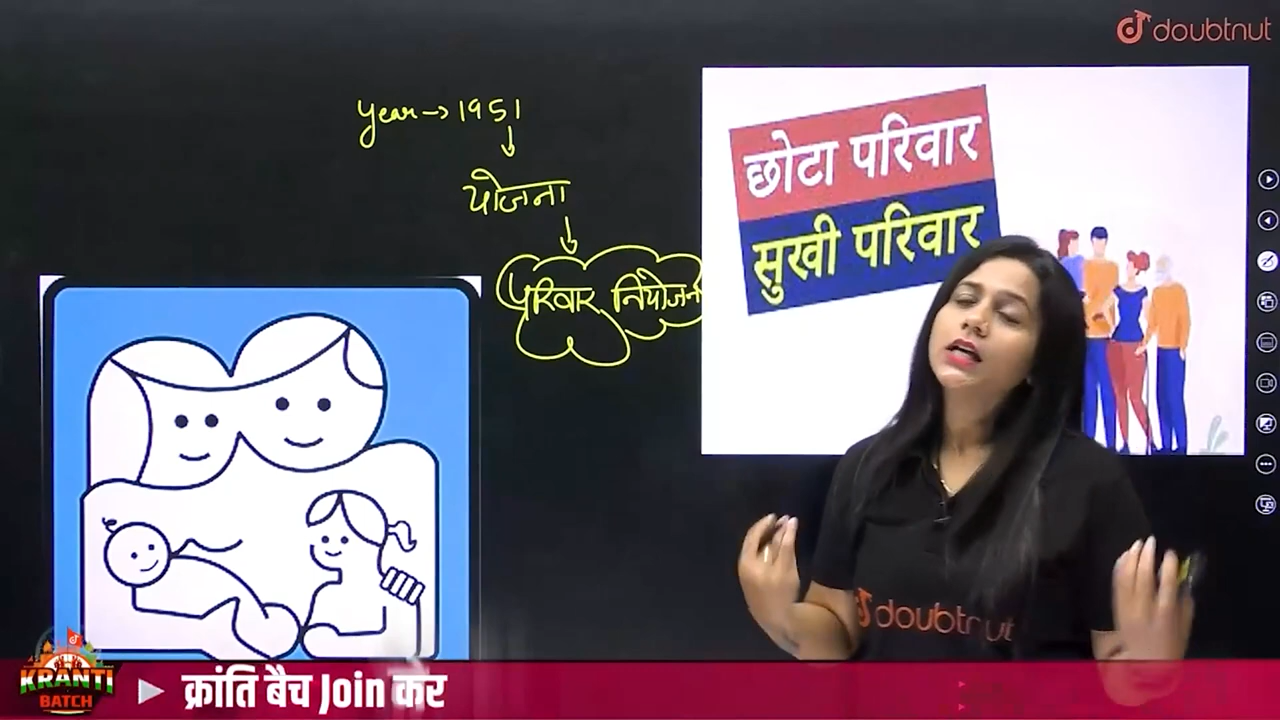 doubtnut
Year → 1951
↓
योजना
↓
परिवार नियोजन
छोटा परिवार
सुखी परिवार
doubtnut
KRANTI
BATCH
क्रांति बैच Join कर